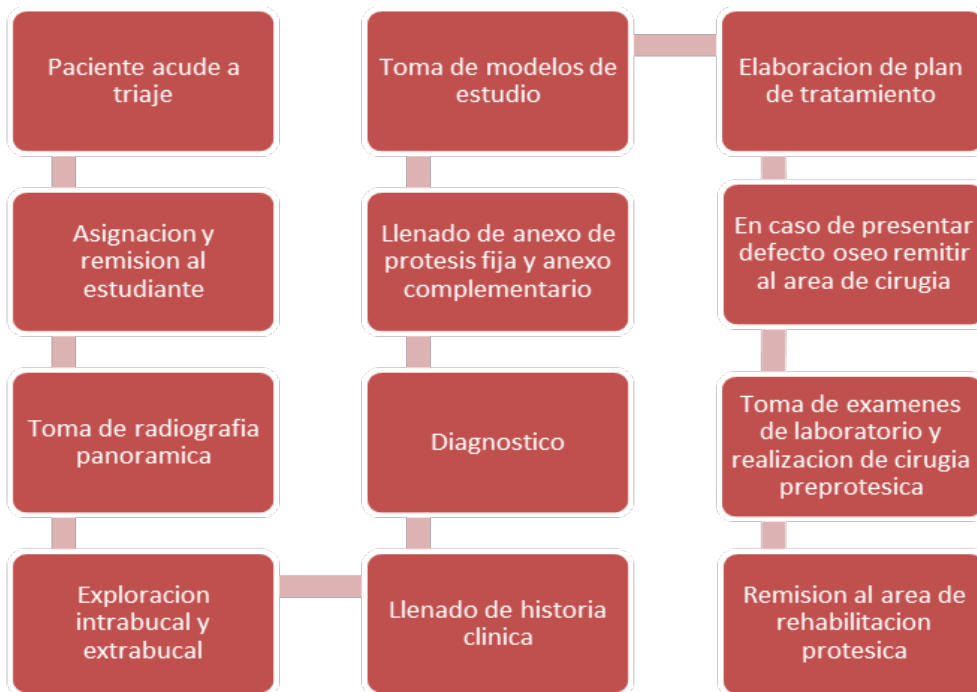 Paciente acude a
triaje
Asignacion y
remision al
estudiante
Toma de radiografia
panoramica
Exploracion
intrabucal y
extrabucal
Llenado de historia
clinica
Diagnostico
Llenado de anexo de
protesis fija y anexo
complementario
Toma de modelos de
estudio
Elaboracion de plan
de tratamiento
En caso de presentar
defecto oseo remitir
al area de cirugia
Toma de examenes
de laboratorio y
realizacion de cirugia
preprotesica
Remision al area de
rehabilitacion
protesica